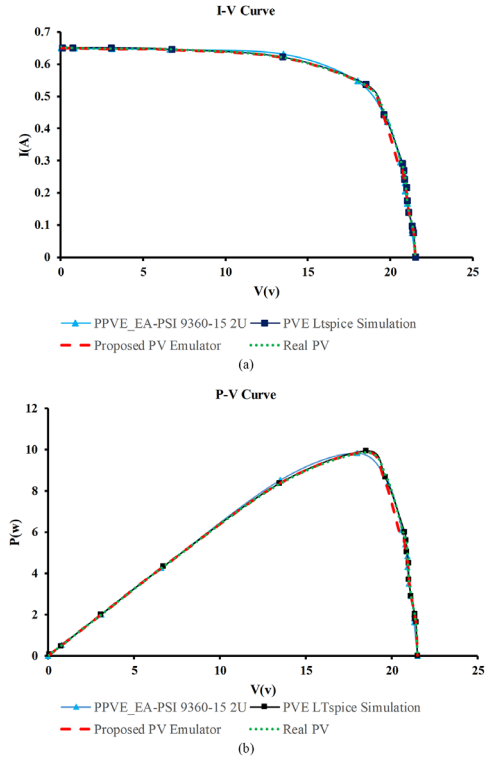 I-V Curve
0.7
0.6
0.5
0.4
0.3
0.2
0.1
0
I(A)
0 5 10 15 20 25
V(v)
PPVE_EA-PSI 9360-15 2U PVE Ltspice Simulation
Proposed PV Emulator Real PV
(a)
P-V Curve
12
10
8
6
4
2
0
P(w)
0 5 10 15 20 25
V(v)
PPVE_EA-PSI 9360-15 2U PVE LTspice Simulation
Proposed PV Emulator Real PV
(b)